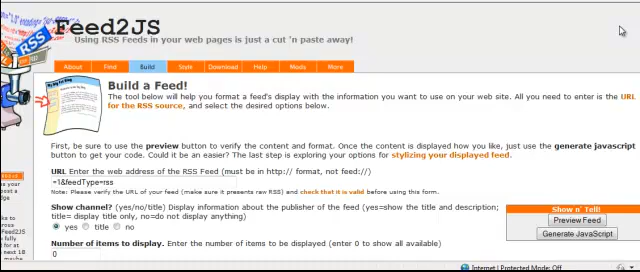 Feed2JS
Using RSS Feeds in your web pages is just a cut 'n paste away!
RSS
About Find Build Style Download Help Mods More
Build a Feed!
The tool below will help you format a feed's display with the information you want to use on your web site. All you need to enter is the URL
for the RSS source, and select the desired options below.
First, be sure to use the preview button to verify the content and format. Once the content is displayed how you like, just use the generate javascript
button to get your code. Could it be an easier? The last step is exploring your options for stylizing your displayed feed.
URL Enter the web address of the RSS Feed (must be in http:// format, not feed://)
=1&feedType=rss
Note: Please verify the URL of your feed (make sure it presents raw RSS) and check that it is valid before using this form.
Show channel? (yes/no/title) Display information about the publisher of the feed (yes=show the title and description;
title= display title only, no=do not display anything)
yes title no
Number of items to display. Enter the number of items to be displayed (enter 0 to show all available)
0
Show n' Tell!
Preview Feed
Generate JavaScript
Internet | Protected Mode: Off